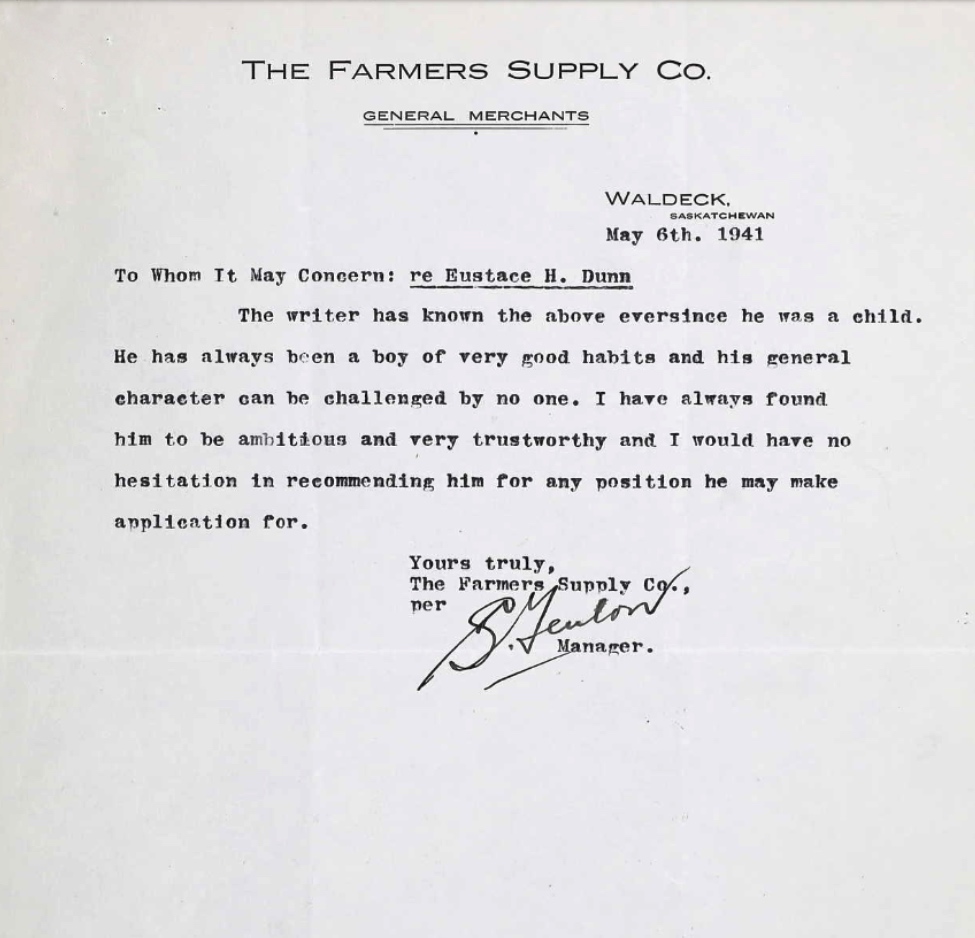 THE FARMERS SUPPLY CO.
GENERAL MERCHANTS
WALDECK,
SASKATCHEWAN
May 6th. 1941
To Whom It May Concern: re Eustace H. Dunn
The writer has known the above eversince he was a child.
He has always been a boy of very good habits and his general
character can be challenged by no one. I have always found
him to be ambitious and very trustworthy and I would have no
hesitation in recommending him for any position he may make
application for.
Yours truly,
The Farmers Supply Co.,
per
Manager.